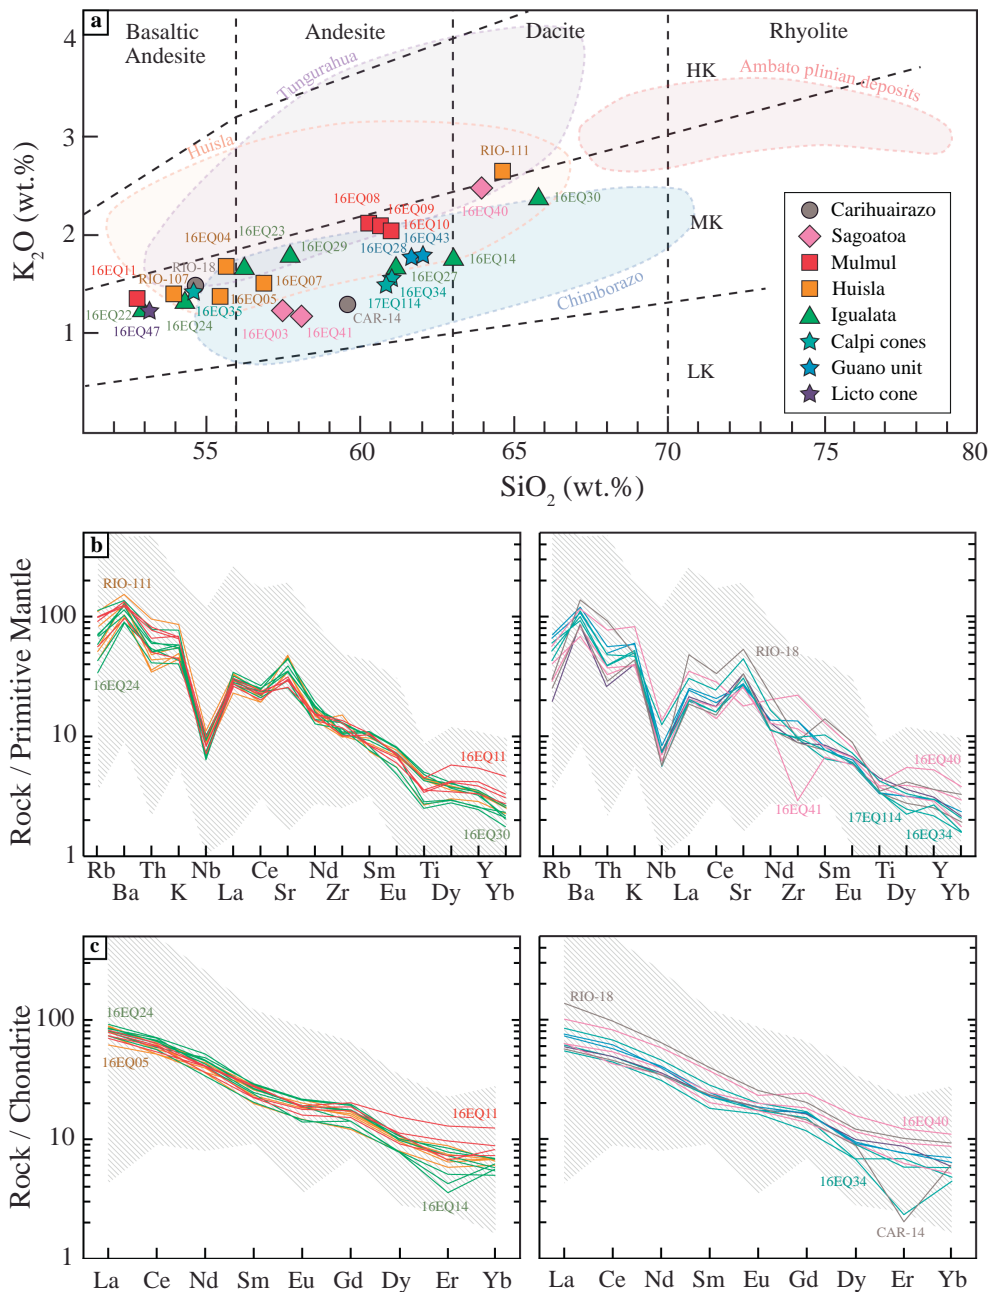 a
Basaltic
Andesite
Andesite
Dacite
Rhyolite
Tungurahua
HK
Ambato plinian deposits
Huisla
RIO-111
16EQ08
16EQ09
16EQ10
16EQ40
16EQ30
16EQ23
16EQ04
16EQ29
16EQ28
16EQ43
MK
16EQ11
RIO-18
RIO-107
16EQ07
16EQ05
16EQ27
16EQ14
16EQ34
17EQ114
Chimborazo
16EQ22
16EQ47
16EQ24
16EQ35
16EQ03
16EQ41
CAR-14
LK
Carihuairazo
Sagoatoa
Mulmul
Huisla
Igualata
Calpi cones
Guano unit
Licto cone
4
3
2
1
K2O (wt.%)
55 60 65 70 75 80
SiO2 (wt.%)
b
RIO-111
16EQ24
16EQ11
16EQ30
RIO-18
16EQ40
16EQ41
17EQ114
16EQ34
100
10
1
Rock / Primitive Mantle
Rb Th Nb Ce Nd Sm Ti Y
Ba K La Sr Zr Eu Dy Yb
Rb Th Nb Ce Nd Sm Ti Y
Ba K La Sr Zr Eu Dy Yb
c
16EQ24
16EQ05
16EQ11
16EQ14
RIO-18
16EQ40
16EQ34
CAR-14
100
10
1
Rock / Chondrite
La Ce Nd Sm Eu Gd Dy Er Yb
La Ce Nd Sm Eu Gd Dy Er Yb